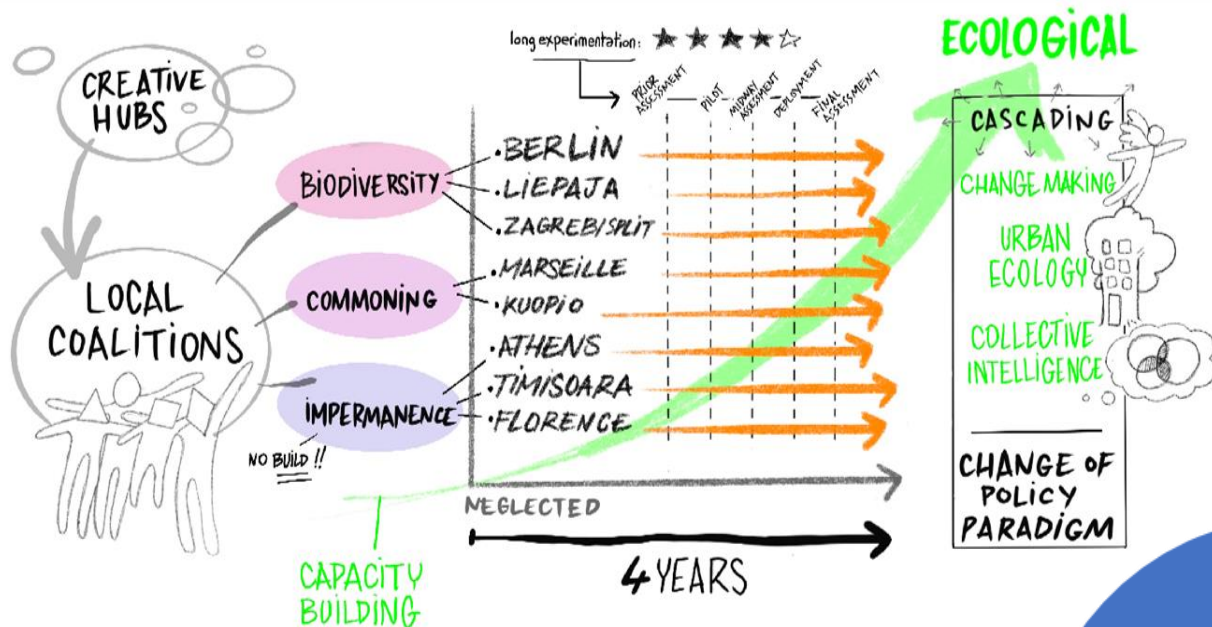 CREATIVE
HUBS
LOCAL
COALITIONS
BIODIVERSITY
COMMONING
IMPERMANENCE
NO BUILD !!
CAPACITY
BUILDING
long experimentation:
PRIOR
ASSESSMENT
PILOT
MIDWAY
ASSESSMENT
DEPLOYMENT
FINAL
ASSESSMENT
.BERLIN
.LIEPAJA
.ZAGREB/SPLIT
.MARSEILLE
.KUOPIO
.ATHENS
.TIMISOARA
.FLORENCE
NEGLECTED
4 YEARS
ECOLOGICAL
CASCADING
CHANGE MAKING
URBAN
ECOLOGY
COLLECTIVE
INTELLIGENCE
CHANGE OF
POLICY
PARADIGM